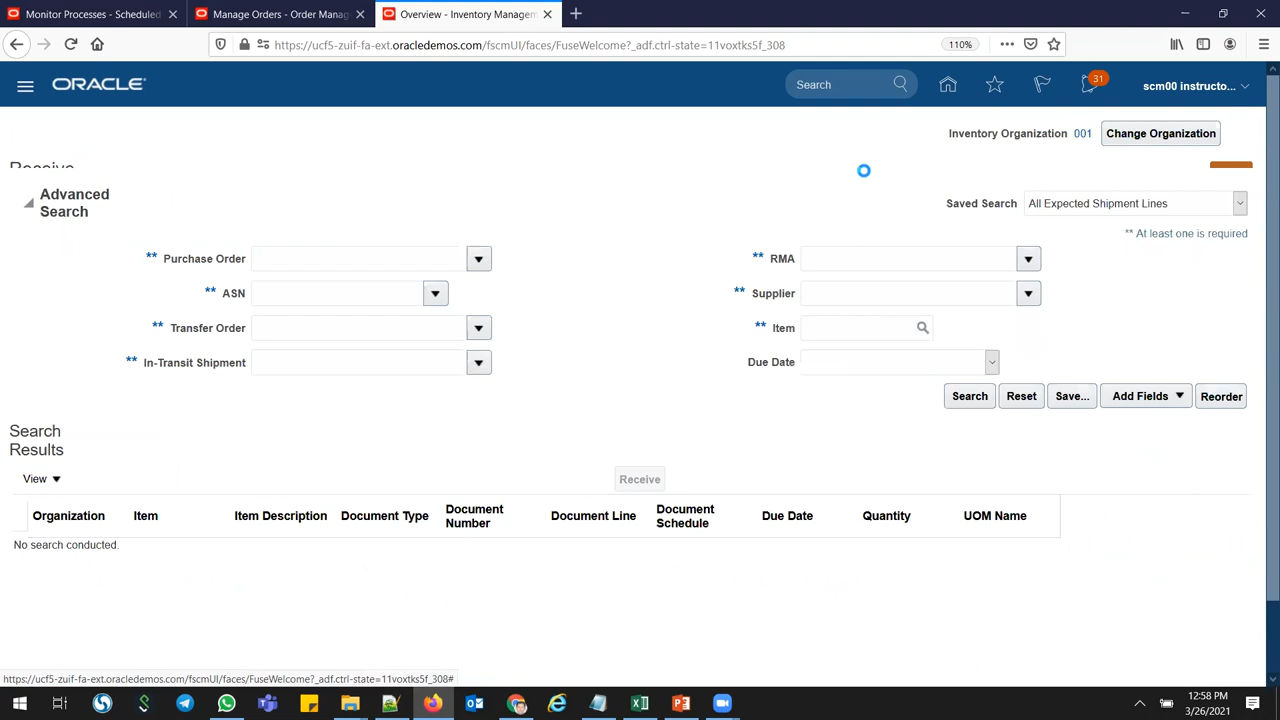 Monitor Processes - Scheduled
Manage Orders - Order Manag
Overview - Inventory Managem
https://ucf5-zuif-fa-ext.oracledemos.com/fscmUI/faces/FuseWelcome?_adf.ctrl-state=11voxtks5f_308
110%
ORACLE
Search
31
scm00 instructo...
Inventory Organization 001 Change Organization
Receive
Advanced
Search
Saved Search All Expected Shipment Lines
** At least one is required
** Purchase Order
** RMA
** ASN
** Supplier
** Transfer Order
** Item
** In-Transit Shipment
Due Date
Search Reset Save... Add Fields Reorder
Search
Results
View
Receive
Organization Item Item Description Document Type Document Number Document Line Document Schedule Due Date Quantity UOM Name
No search conducted.
https://ucf5-zuif-fa-ext.oracledemos.com/fscmUI/faces/FuseWelcome?_adf.ctrl-state=11voxtks5f_308#
12:58 PM
3/26/2021